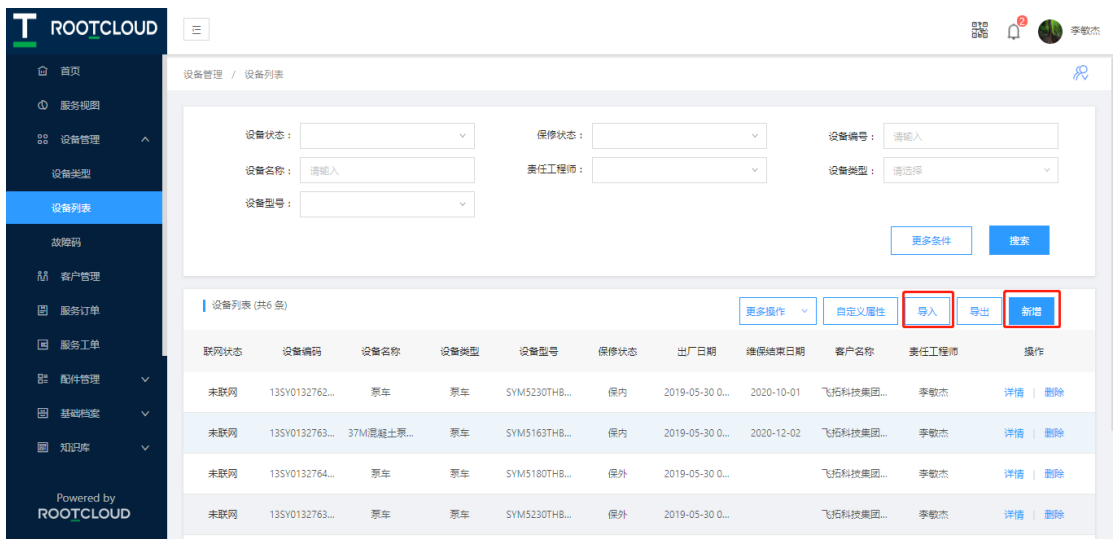 ROOTCLOUD
2
李敏杰
首页
服务视图
设备管理
设备类型
设备列表
故障码
客户管理
服务订单
服务工单
配件管理
基础档案
知识库
Powered by
ROOTCLOUD
设备管理 / 设备列表
设备状态：
保修状态：
设备编号： 请输入
设备名称： 请输入
责任工程师：
设备类型： 请选择
设备型号：
更多条件 搜索
设备列表 (共6 条)
更多操作 自定义属性 导入 导出 新增
联网状态 设备编码 设备名称 设备类型 设备型号 保修状态 出厂日期 维保结束日期 客户名称 责任工程师 操作
未联网 13SY0132762... 泵车 泵车 SYM5230THB... 保内 2019-05-30 0... 2020-10-01 飞拓科技集团... 李敏杰 详情 | 删除
未联网 13SY0132763... 37M混凝土泵... 泵车 SYM5163THB... 保内 2019-05-30 0... 2020-12-02 飞拓科技集团... 李敏杰 详情 | 删除
未联网 13SY0132764... 泵车 泵车 SYM5180THB... 保外 2019-05-30 0... 飞拓科技集团... 李敏杰 详情 | 删除
未联网 13SY0132763... 泵车 泵车 SYM5230THB... 保外 2019-05-30 0... 飞拓科技集团... 李敏杰 详情 | 删除